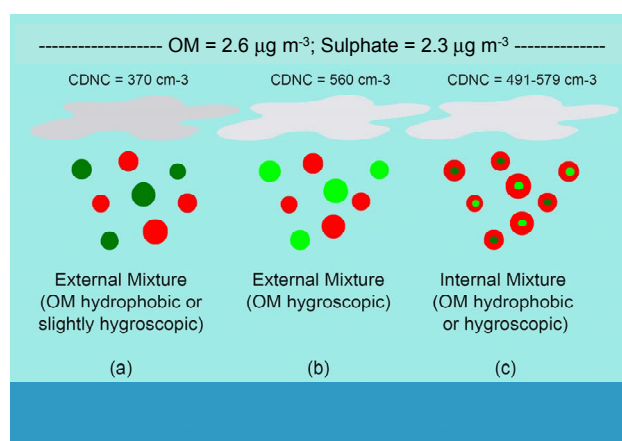 ------------------- OM = 2.6 μg m-3; Sulphate = 2.3 μg m-3 --------------
CDNC = 370 cm-3
CDNC = 560 cm-3
CDNC = 491-579 cm-3
External Mixture
(OM hydrophobic or
slightly hygroscopic)
(a)
External Mixture
(OM hygroscopic)
(b)
Internal Mixture
(OM hydrophobic
or hygroscopic)
(c)